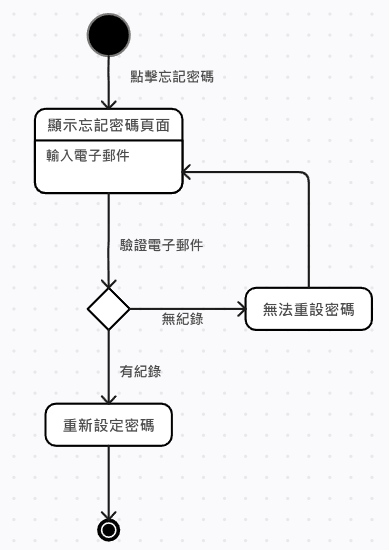 點擊忘記密碼
顯示忘記密碼頁面
輸入電子郵件
驗證電子郵件
無紀錄
無法重設密碼
有紀錄
重新設定密碼